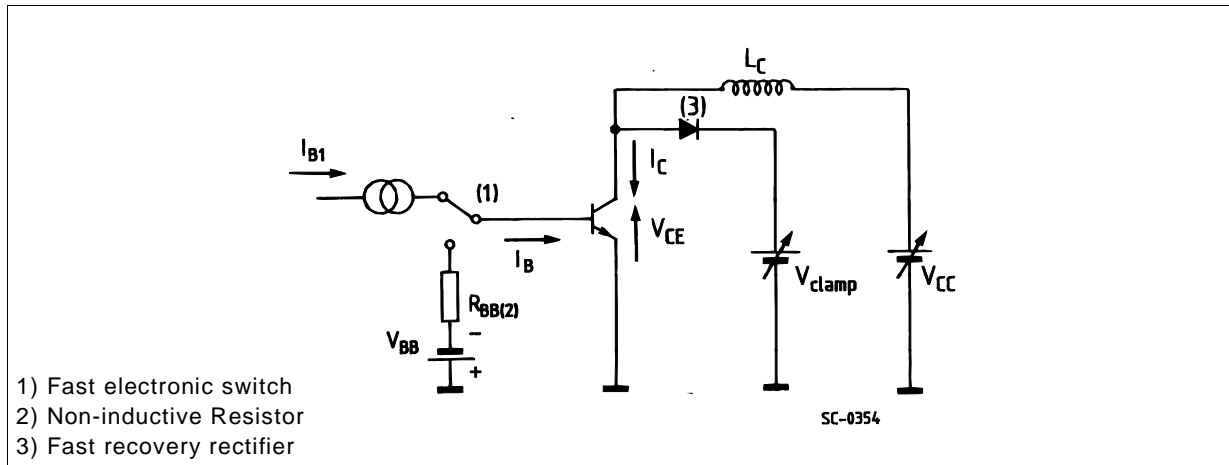 L_C
(3)
I_B1
(1)
I_C
V_CE
I_B
R_BB(2)
V_clamp
V_CC
V_BB
−
+
1) Fast electronic switch
2) Non-inductive Resistor
3) Fast recovery rectifier
SC-0354